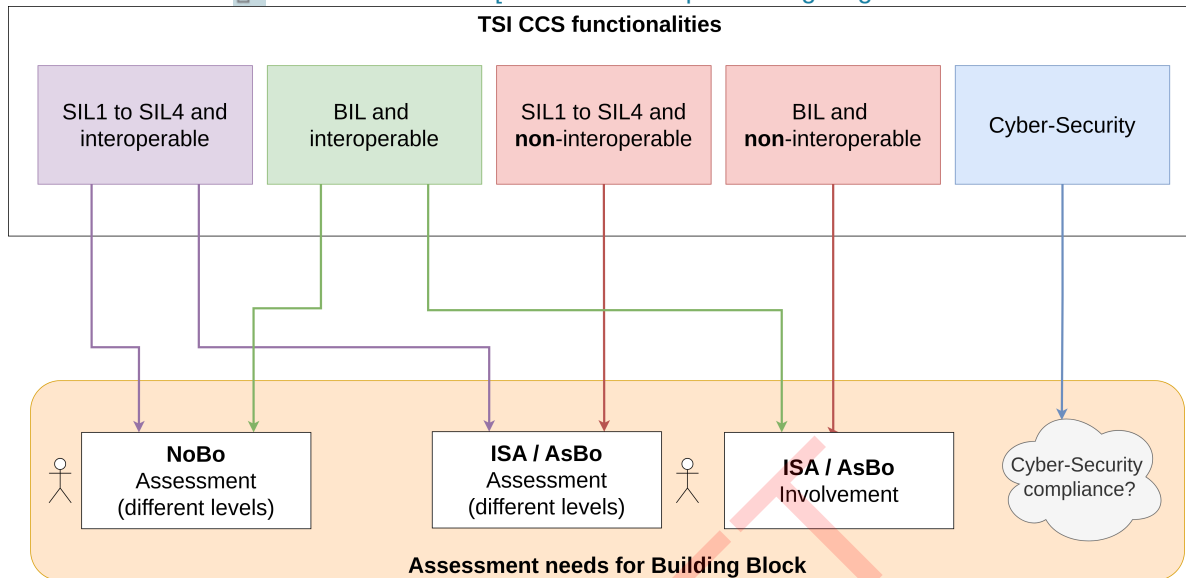 TSI CCS functionalities
SIL1 to SIL4 and
interoperable
BIL and
interoperable
SIL1 to SIL4 and
non-interoperable
BIL and
non-interoperable
Cyber-Security
NoBo
Assessment
(different levels)
ISA / AsBo
Assessment
(different levels)
ISA / AsBo
Involvement
Cyber-Security
compliance?
Assessment needs for Building Block